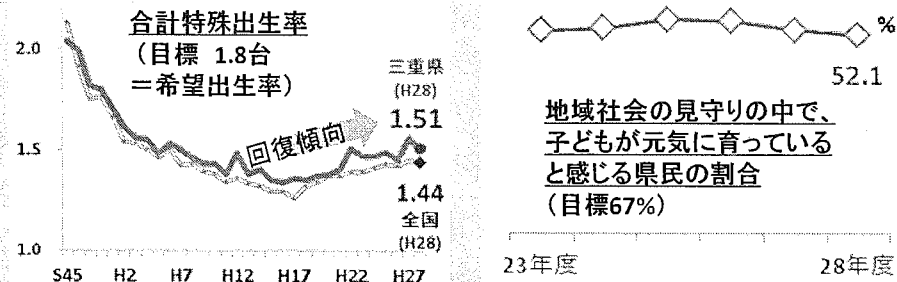 合計特殊出生率
（目標 1.8台
＝希望出生率）
2.0
1.5
1.0
三重県
(H28)
1.51
回復傾向
1.44
全国
(H28)
S45 H2 H7 H12 H17 H22 H27
%
52.1
地域社会の見守りの中で、
子どもが元気に育っている
と感じる県民の割合
（目標67%）
23年度 28年度